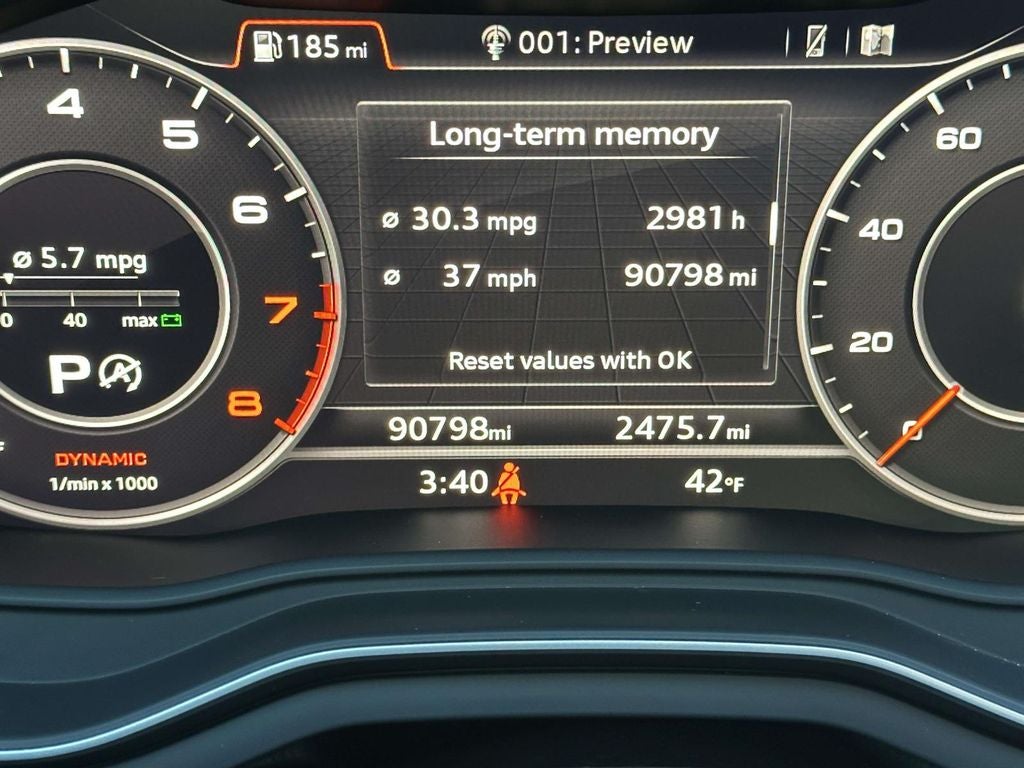 185 mi
001: Preview
4
5
6
7
8
Ø 5.7 mpg
0 40 max
P
DYNAMIC
1/min x 1000
Long-term memory
Ø 30.3 mpg 2981 h
Ø 37 mph 90798 mi
Reset values with OK
90798mi 2475.7mi
3:40 42°F
60
40
20
0